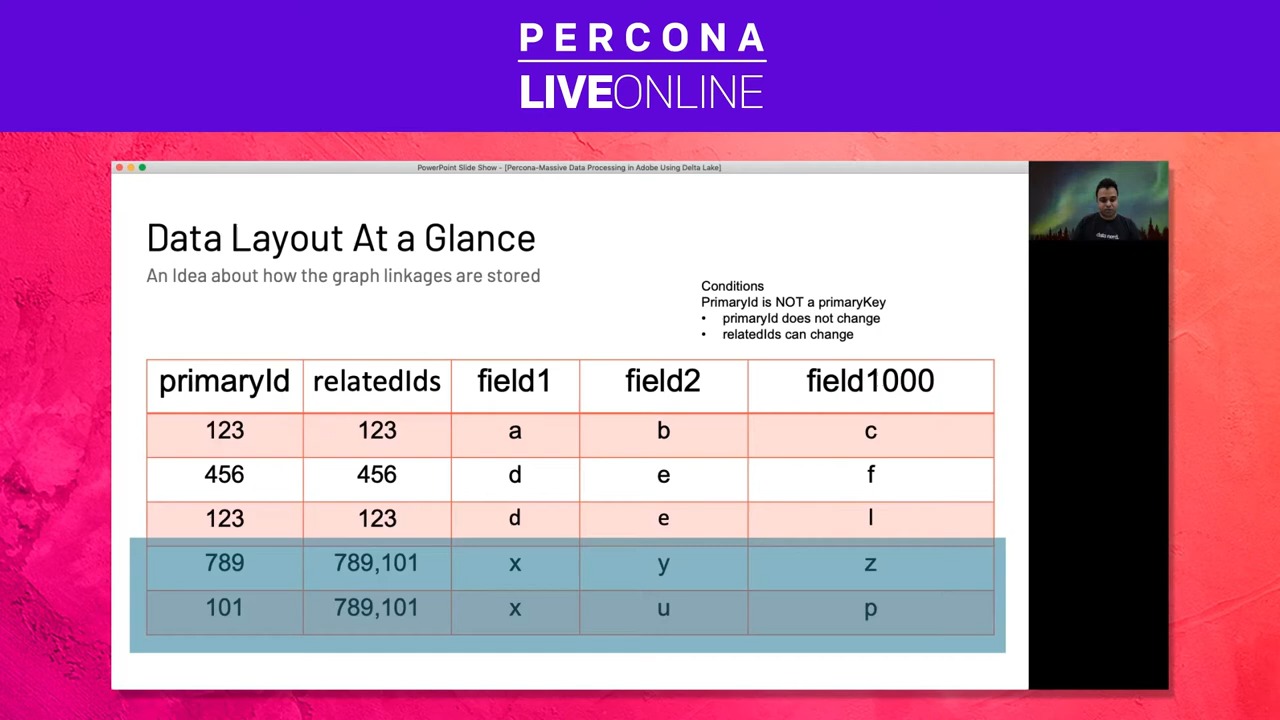 PERCONA
LIVEONLINE
PowerPoint Slide Show - [Percona-Massive Data Processing in Adobe Using Delta Lake]
Data Layout At a Glance
An Idea about how the graph linkages are stored
Conditions
PrimaryId is NOT a primaryKey
• primaryId does not change
• relatedIds can change
primaryId relatedIds field1 field2 field1000
123 123 a b c
456 456 d e f
123 123 d e l
789 789,101 x y z
101 789,101 x u p
data nerd.